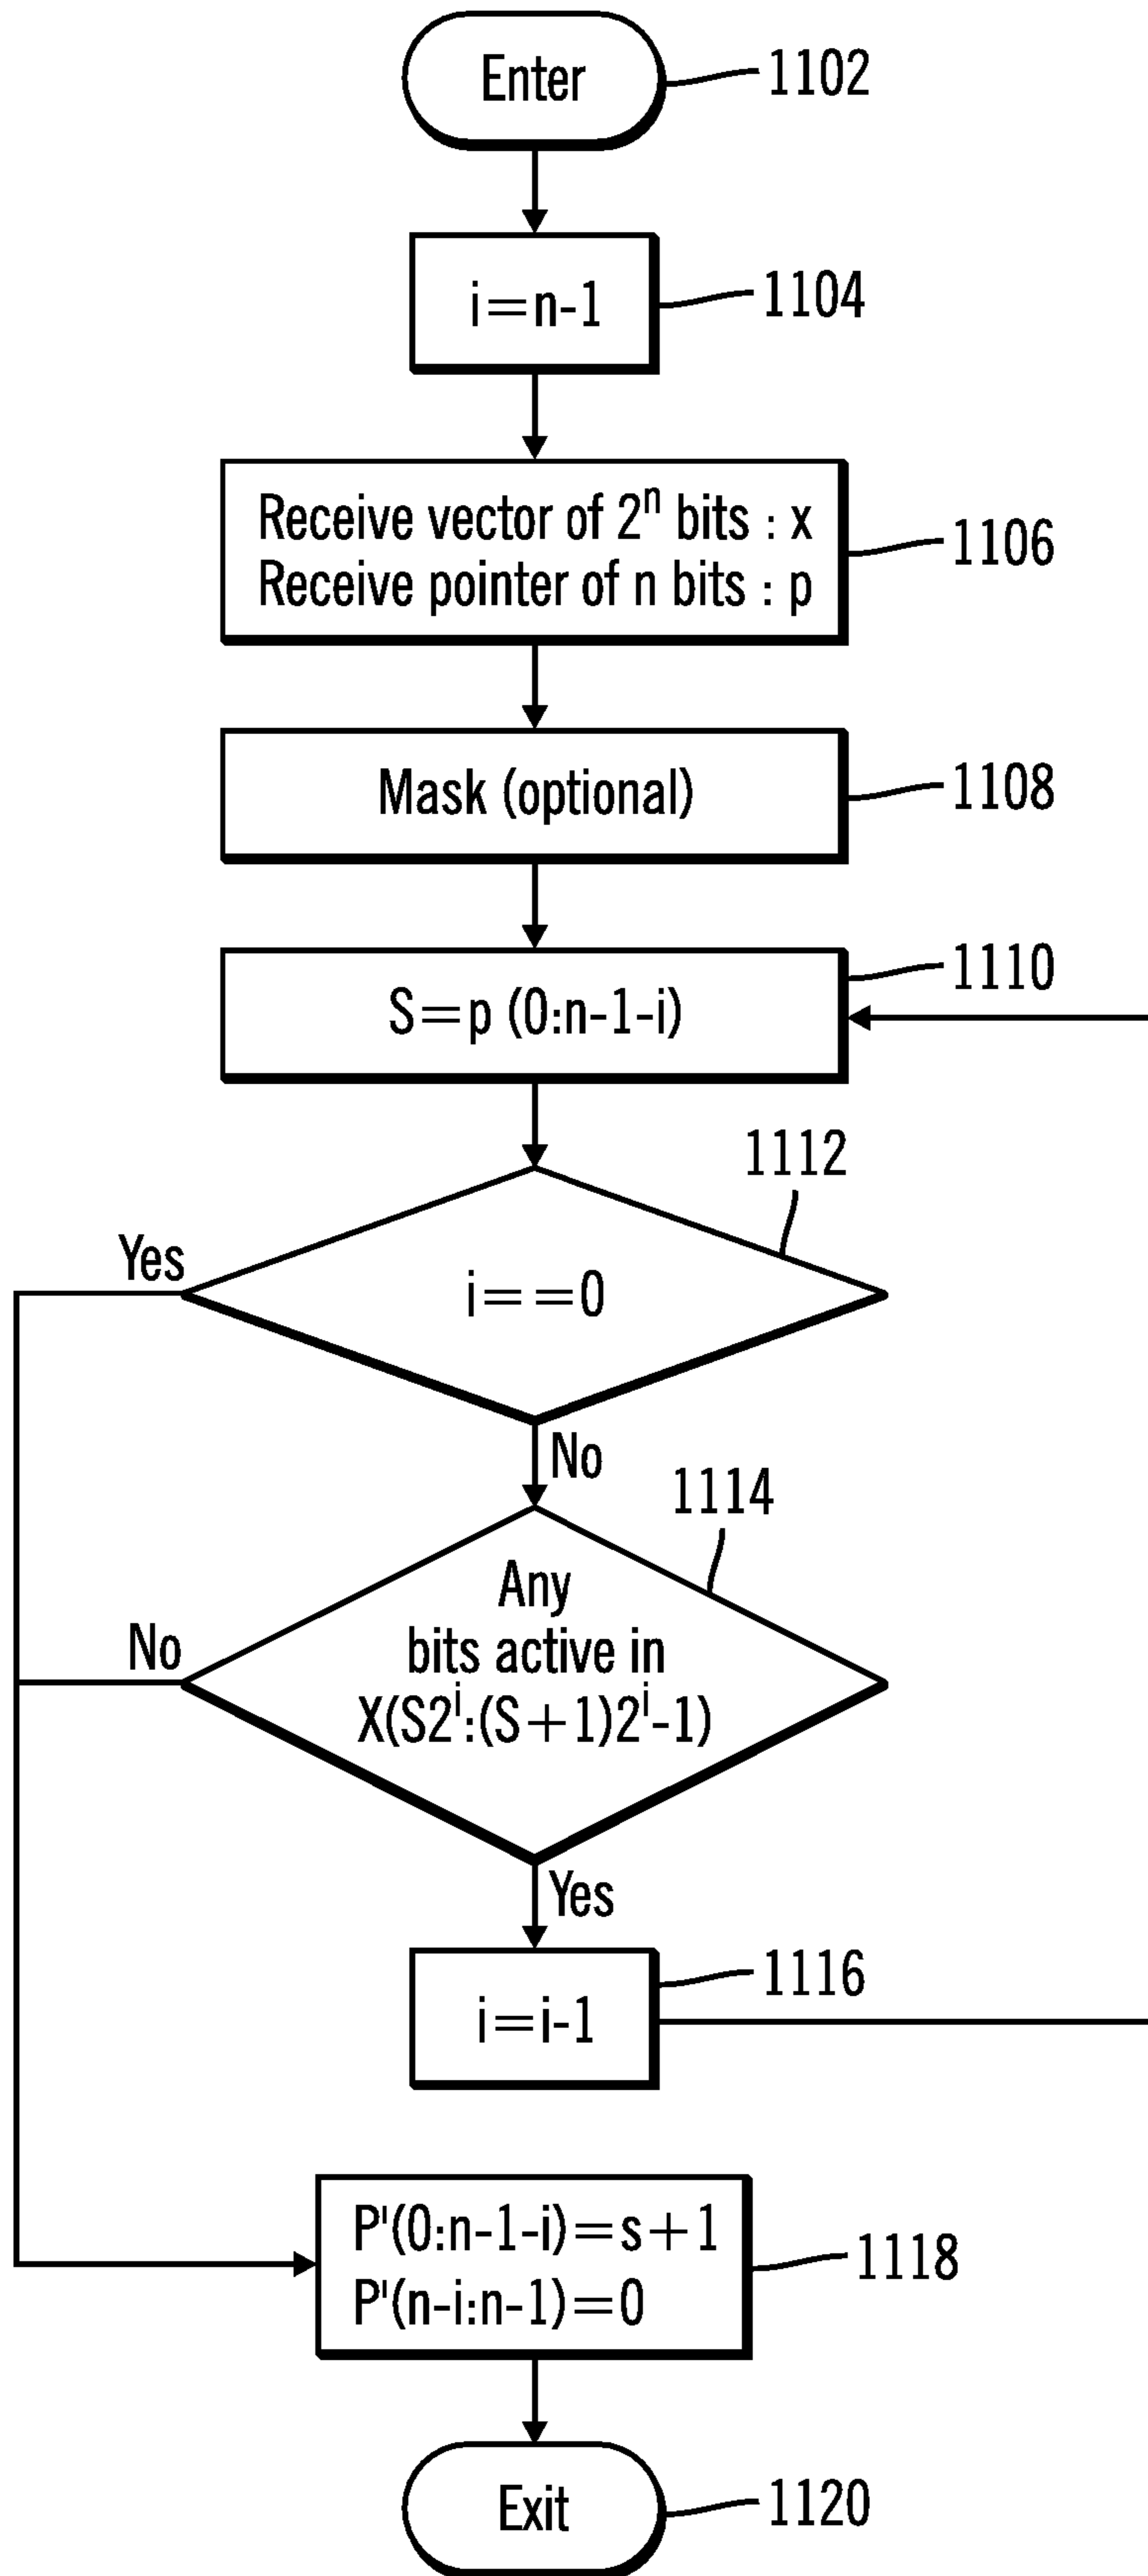 Enter
1102
i=n-1
1104
Receive vector of 2ⁿ bits : x
Receive pointer of n bits : p
1106
Mask (optional)
1108
S=p (0:n-1-i)
1110
1112
Yes
i==0
No
1114
Any
bits active in
X(S2ⁱ:(S+1)2ⁱ-1)
No
Yes
i=i-1
1116
P'(0:n-1-i)=s+1
P'(n-i:n-1)=0
1118
Exit
1120